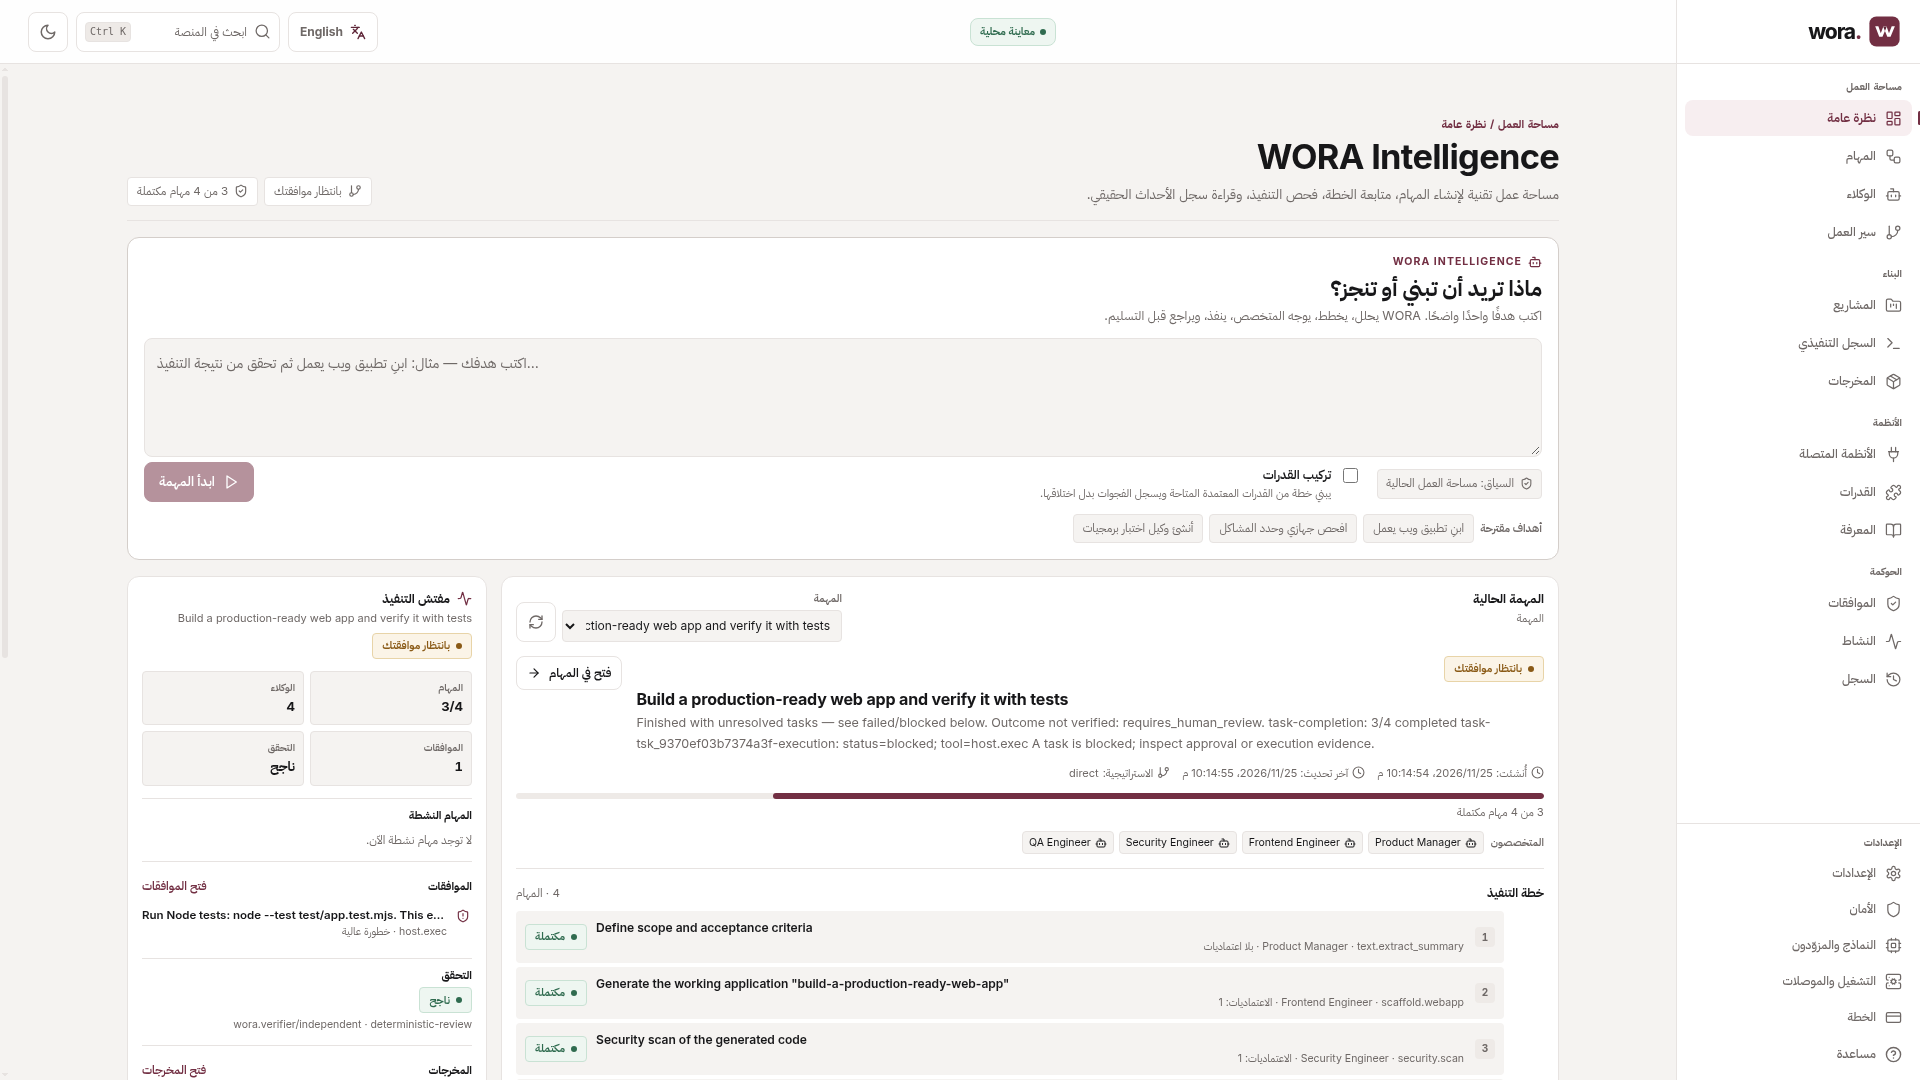 wora.
معاينة محلية
English
ابحث في المنصة
Ctrl K
مساحة العمل
نظرة عامة
المهام
الوكلاء
سير العمل
البناء
المشاريع
السجل التنفيذي
المخرجات
الأنظمة
الأنظمة المتصلة
القدرات
المعرفة
الحوكمة
الموافقات
النشاط
السجل
الإعدادات
الإعدادات
الأمان
النماذج والمزوّدون
التشغيل والموصلات
الخطة
مساعدة
مساحة العمل / نظرة عامة
WORA Intelligence
مساحة عمل تقنية لإنشاء المهام، متابعة الخطة، فحص التنفيذ، وقراءة سجل الأحداث الحقيقي.
بانتظار موافقتك
3 من 4 مهام مكتملة
WORA INTELLIGENCE
ماذا تريد أن تبني أو تنجز؟
اكتب هدفًا واحدًا واضحًا. WORA يحلل، يخطط، يوجه المتخصص، ينفذ، ويراجع قبل التسليم.
اكتب هدفك — مثال: ابنِ تطبيق ويب يعمل ثم تحقق من نتيجة التنفيذ...
السياق: مساحة العمل الحالية
تركيب القدرات
يبني خطة من القدرات المعتمدة المتاحة ويسجل الفجوات بدل اختلاقها.
ابدأ المهمة
أهداف مقترحة
ابنِ تطبيق ويب يعمل
افحص جهازي وحدد المشاكل
أنشئ وكيل اختبار برمجيات
المهمة الحالية
المهمة
المهمة
ction-ready web app and verify it with tests
بانتظار موافقتك
فتح في المهام
Build a production-ready web app and verify it with tests
Finished with unresolved tasks — see failed/blocked below. Outcome not verified: requires_human_review. task-completion: 3/4 completed task-
tsk_9370ef03b7374a3f-execution: status=blocked; tool=host.exec A task is blocked; inspect approval or execution evidence.
أُنشئت: 2026/11/25، 10:14:54 م
آخر تحديث: 2026/11/25، 10:14:55 م
الاستراتيجية: direct
3 من 4 مهام مكتملة
المتخصصون
Product Manager
Frontend Engineer
Security Engineer
QA Engineer
خطة التنفيذ
4 · المهام
1
Define scope and acceptance criteria
Product Manager · text.extract_summary · بلا اعتماديات
مكتملة
2
Generate the working application "build-a-production-ready-web-app"
Frontend Engineer · scaffold.webapp · الاعتماديات: 1
مكتملة
3
Security scan of the generated code
Security Engineer · security.scan · الاعتماديات: 1
مكتملة
مفتش التنفيذ
Build a production-ready web app and verify it with tests
بانتظار موافقتك
المهام
3/4
الوكلاء
4
الموافقات
1
التحقق
ناجح
المهام النشطة
لا توجد مهام نشطة الآن.
الموافقات
فتح الموافقات
Run Node tests: node --test test/app.test.mjs. This e...
host.exec · خطورة عالية
التحقق
ناجح
wora.verifier/independent · deterministic-review
المخرجات
فتح المخرجات